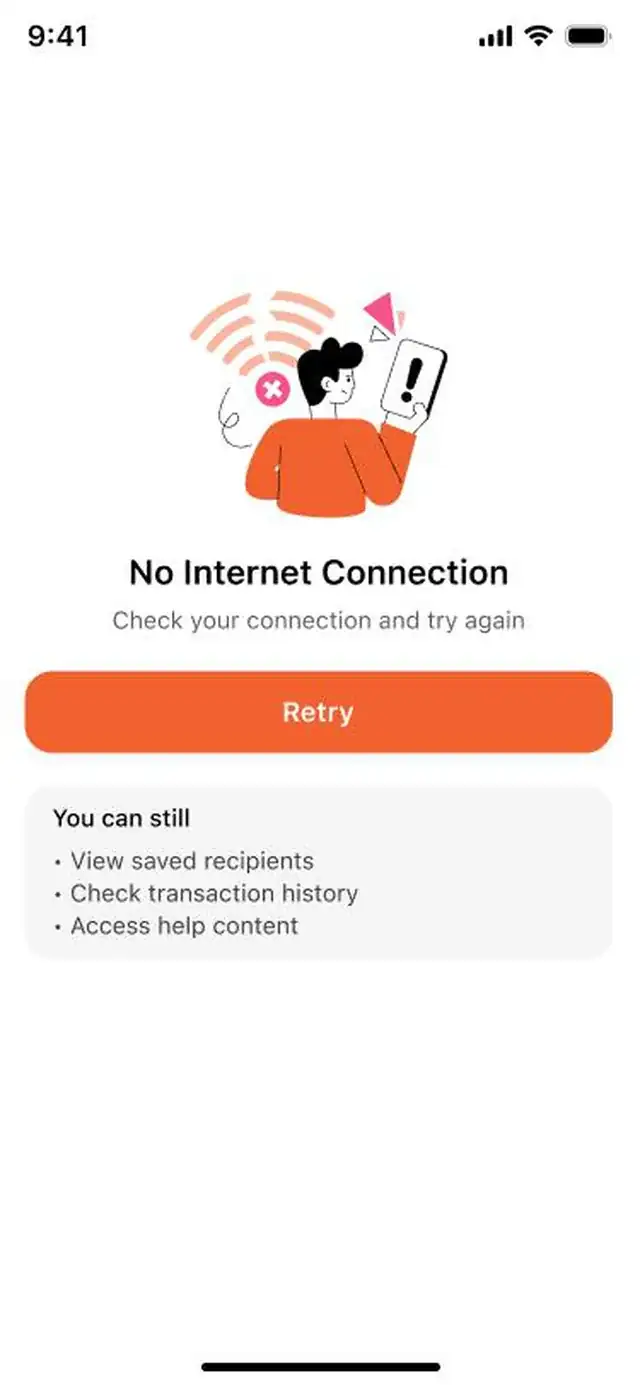 9:41
No Internet Connection
Check your connection and try again
Retry
You can still
• View saved recipients
• Check transaction history
• Access help content